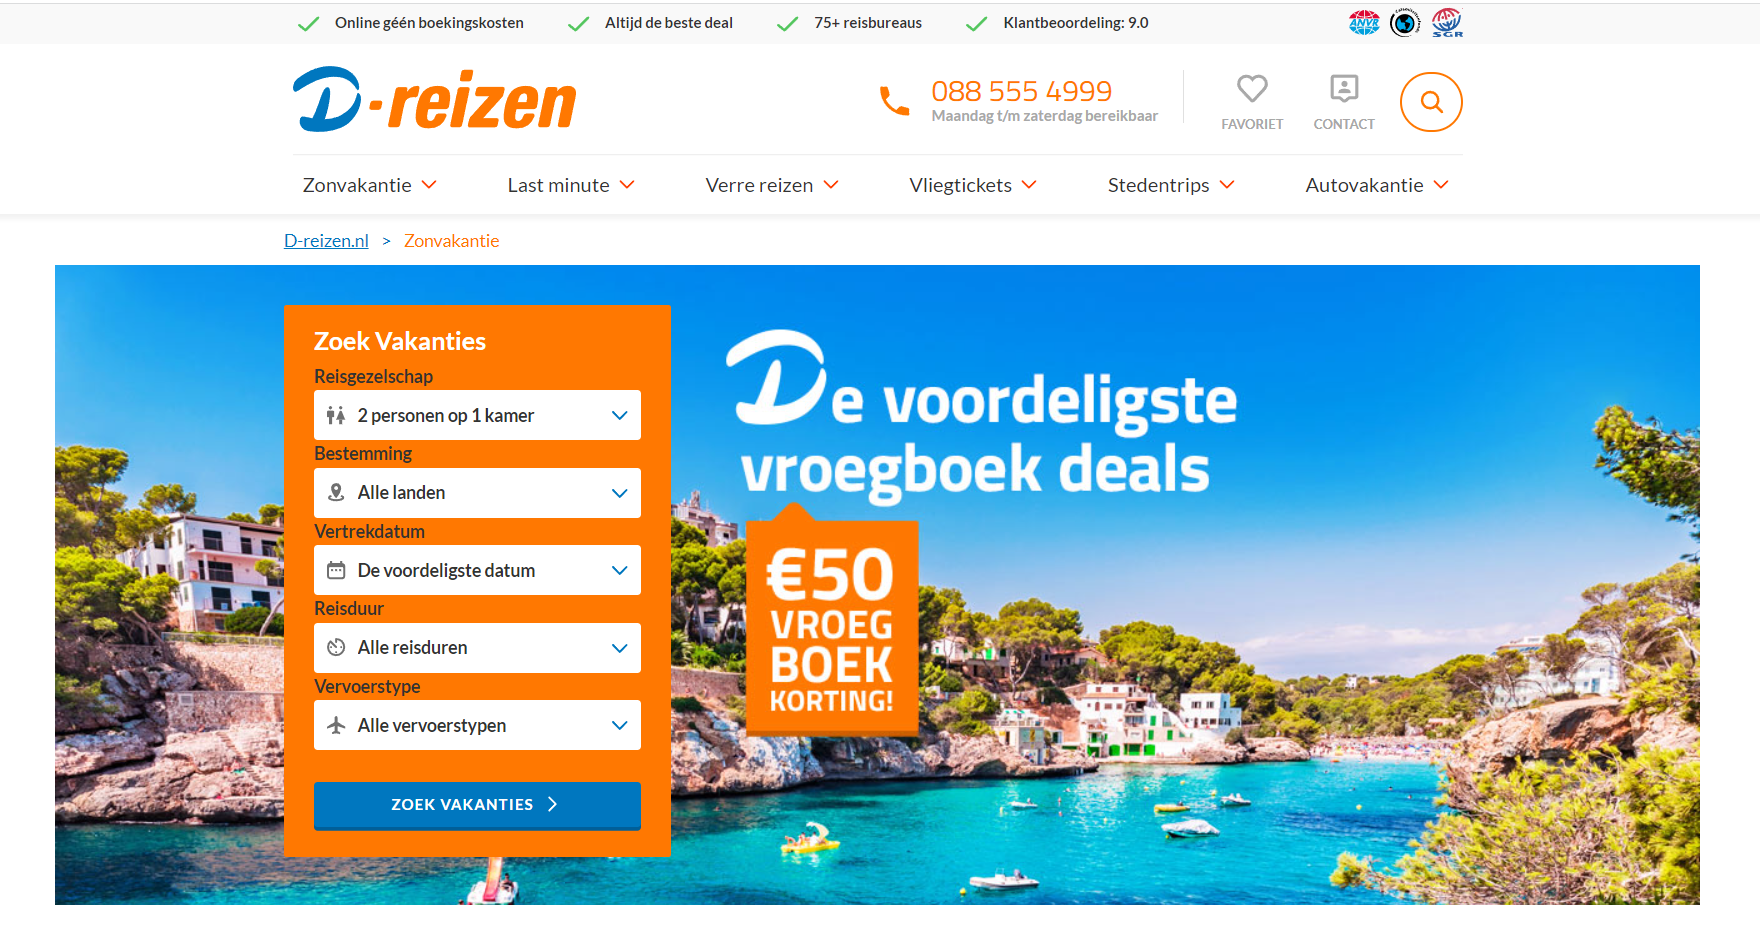 Online géén boekingskosten
Altijd de beste deal
75+ reisbureaus
Klantbeoordeling: 9.0
ANVR
SGR
D-reizen
088 555 4999
Maandag t/m zaterdag bereikbaar
FAVORIET
CONTACT
Zonvakantie
Last minute
Verre reizen
Vliegtickets
Stedentrips
Autovakantie
D-reizen.nl > Zonvakantie
Zoek Vakanties
Reisgezelschap
2 personen op 1 kamer
Bestemming
Alle landen
Vertrekdatum
De voordeligste datum
Reisduur
Alle reisduren
Vervoerstype
Alle vervoerstypen
ZOEK VAKANTIES
De voordeligste
vroegboek deals
€50
VROEG
BOEK
KORTING!